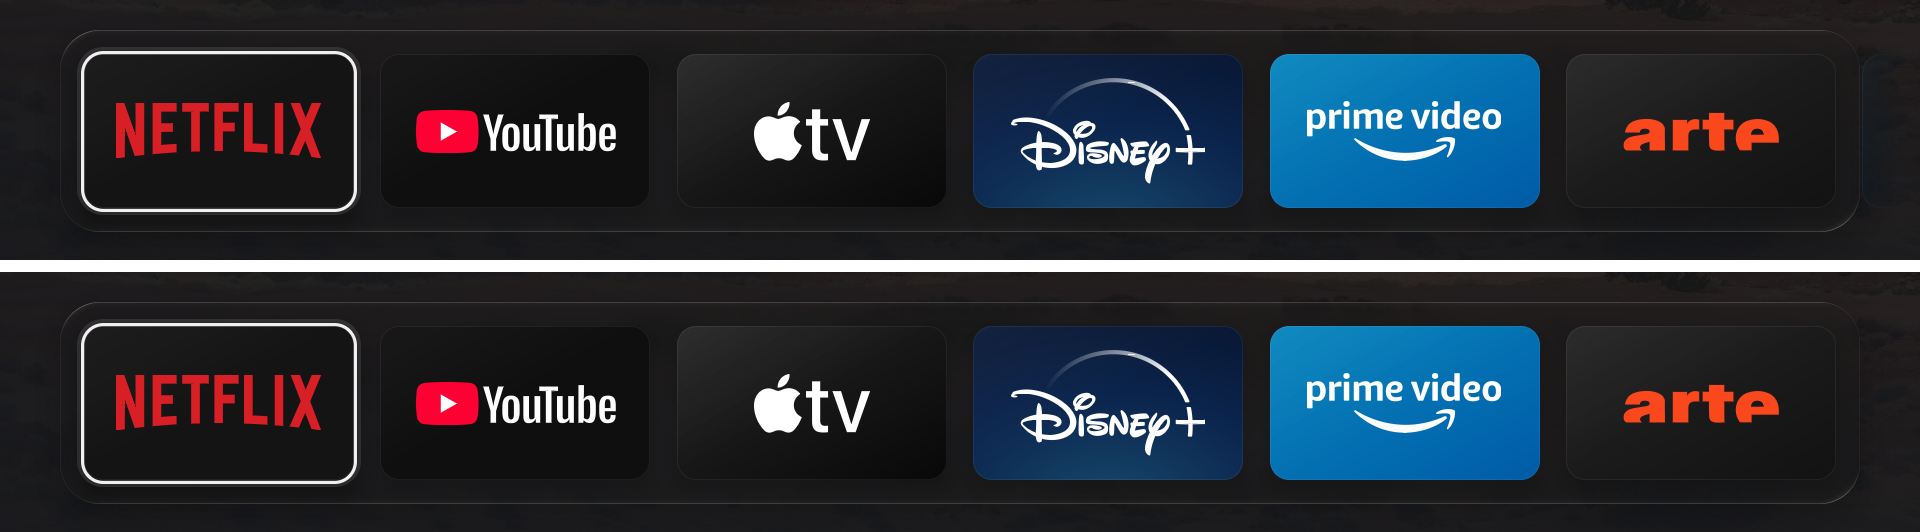 NETFLIX
YouTube
tv
Disney+
prime video
arte
NETFLIX
YouTube
tv
Disney+
prime video
arte